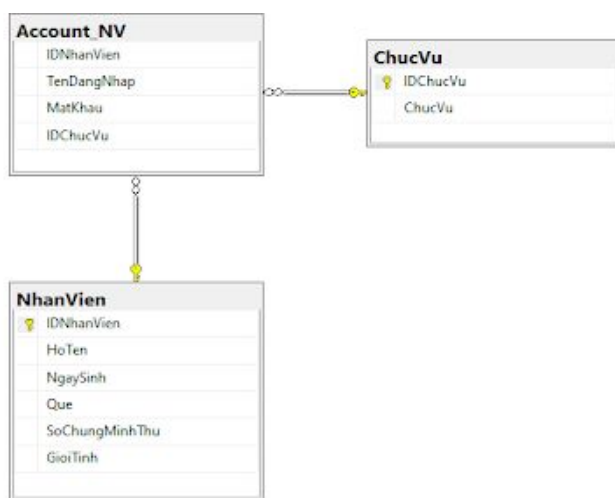 Account_NV
IDNhanVien
TenDangNhap
MatKhau
IDChucVu
ChucVu
IDChucVu
ChucVu
NhanVien
IDNhanVien
HoTen
NgaySinh
Que
SoChungMinhThu
GioiTinh